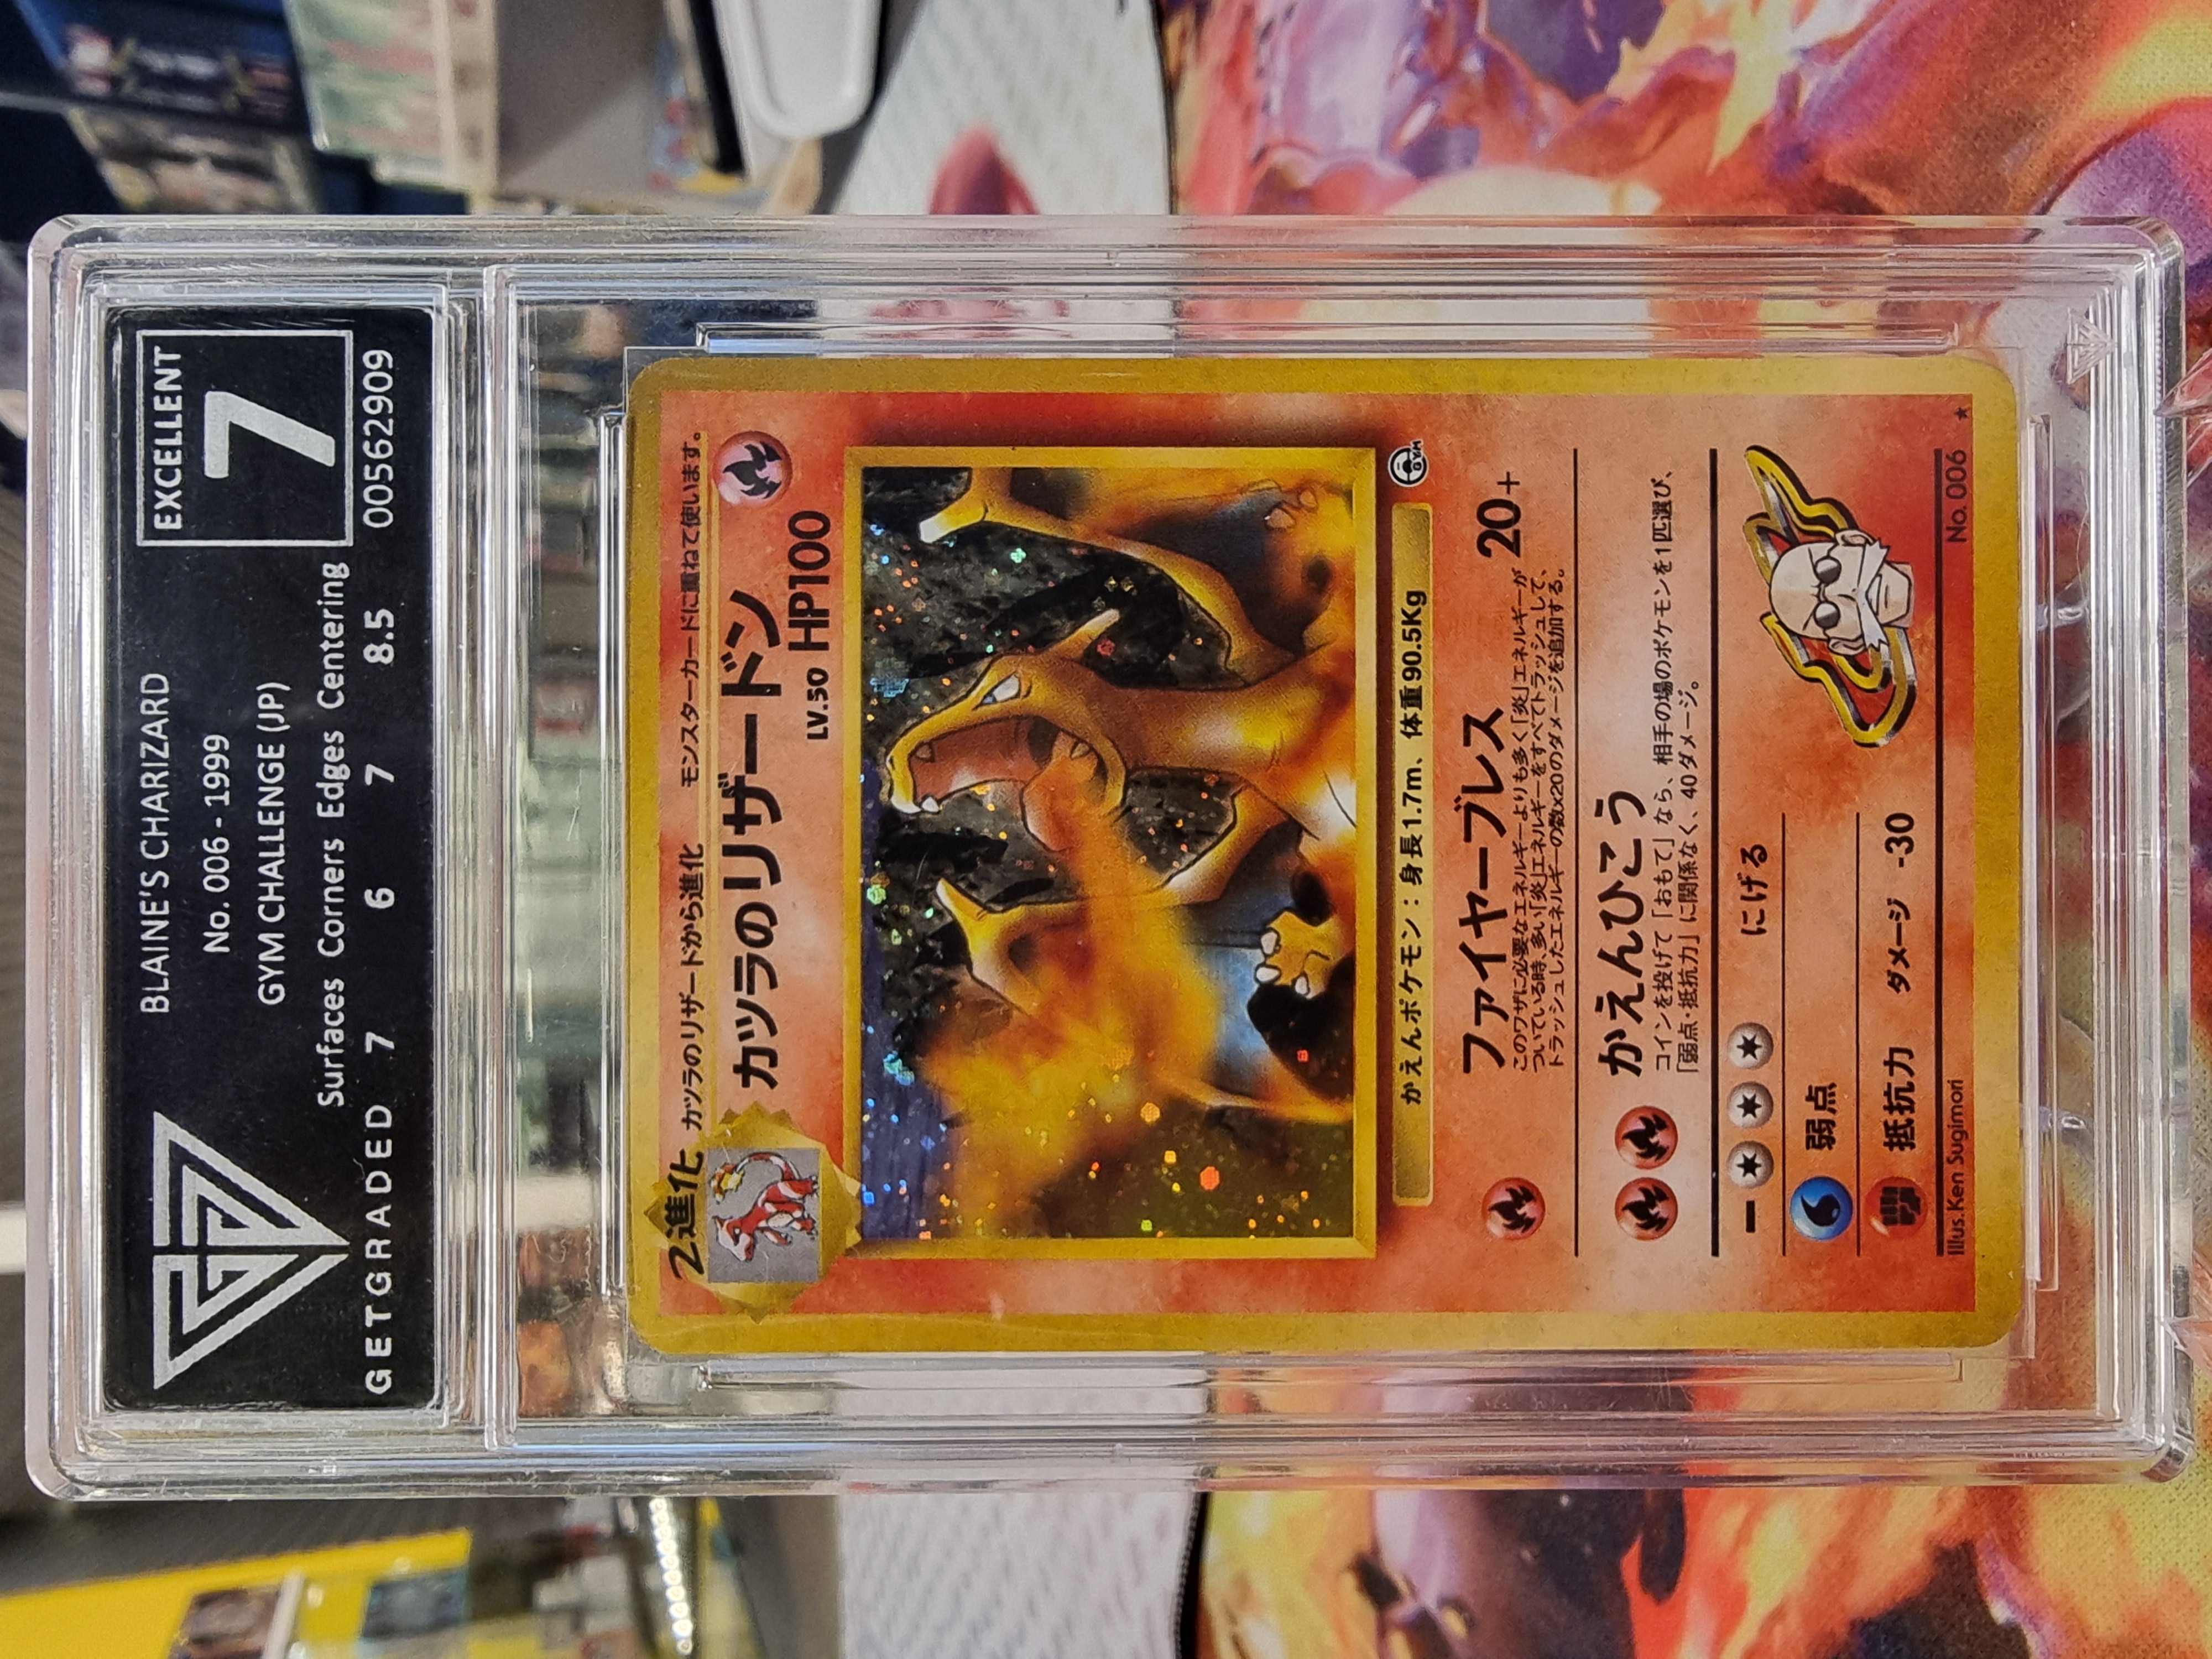 BLAINE'S CHARIZARD
No. 006 - 1999
GYM CHALLENGE (JP)
EXCELLENT
7
Surfaces Corners Edges Centering
GETGRADED 7 6 7 8.5 00562909
2進化 カツラのリザードから進化 モンスターカードに重ねて使います。
カツラのリザードン
LV.50 HP100
GYM
かえんポケモン：身長1.7m、体重90.5Kg
ファイヤーブレス 20+
このワザに必要なエネルギーよりも多く「炎」エネルギーが
ついている時、多い「炎」エネルギーをすべてトラッシュして、
トラッシュしたエネルギーの数x20のダメージを追加する。
かえんひこう
コインを投げて「おもて」なら、相手の場のポケモンを1匹選び、
「弱点・抵抗力」に関係なく、40ダメージ。
にげる
弱点
抵抗力 ダメージ -30
Illus. Ken Sugimori No. 006 ★